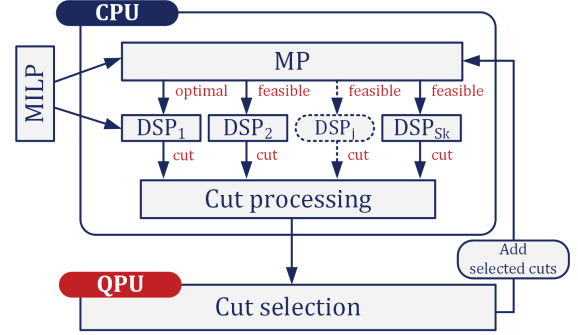 CPU
MILP
MP
optimal feasible feasible feasible
DSP1 DSP2 DSPj DSPSk
cut cut cut cut
Cut processing
Add
selected cuts
QPU
Cut selection